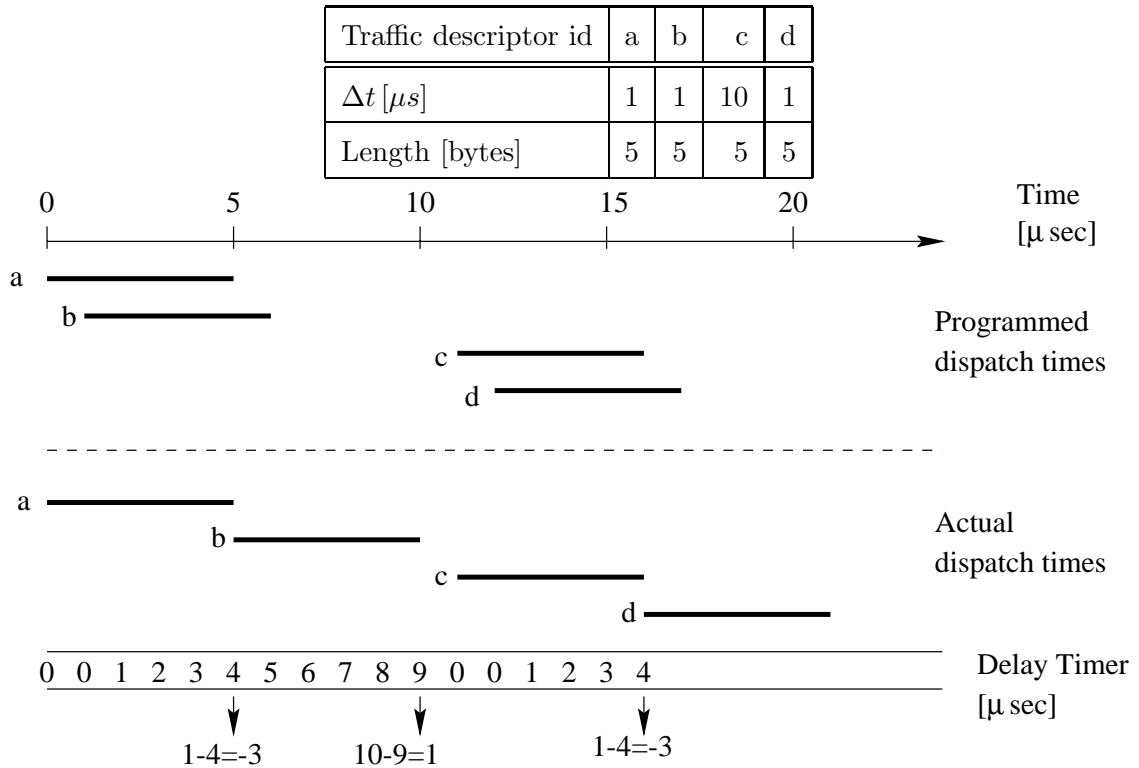 Traffic descriptor id a b c d
Δt [μs] 1 1 10 1
Length [bytes] 5 5 5 5
0 5 10 15 20 Time
[μ sec]
a
b
Programmed
c
dispatch times
d
a
Actual
b
dispatch times
c
d
0 0 1 2 3 4 5 6 7 8 9 0 0 1 2 3 4 Delay Timer
[μ sec]
1-4=-3 10-9=1 1-4=-3